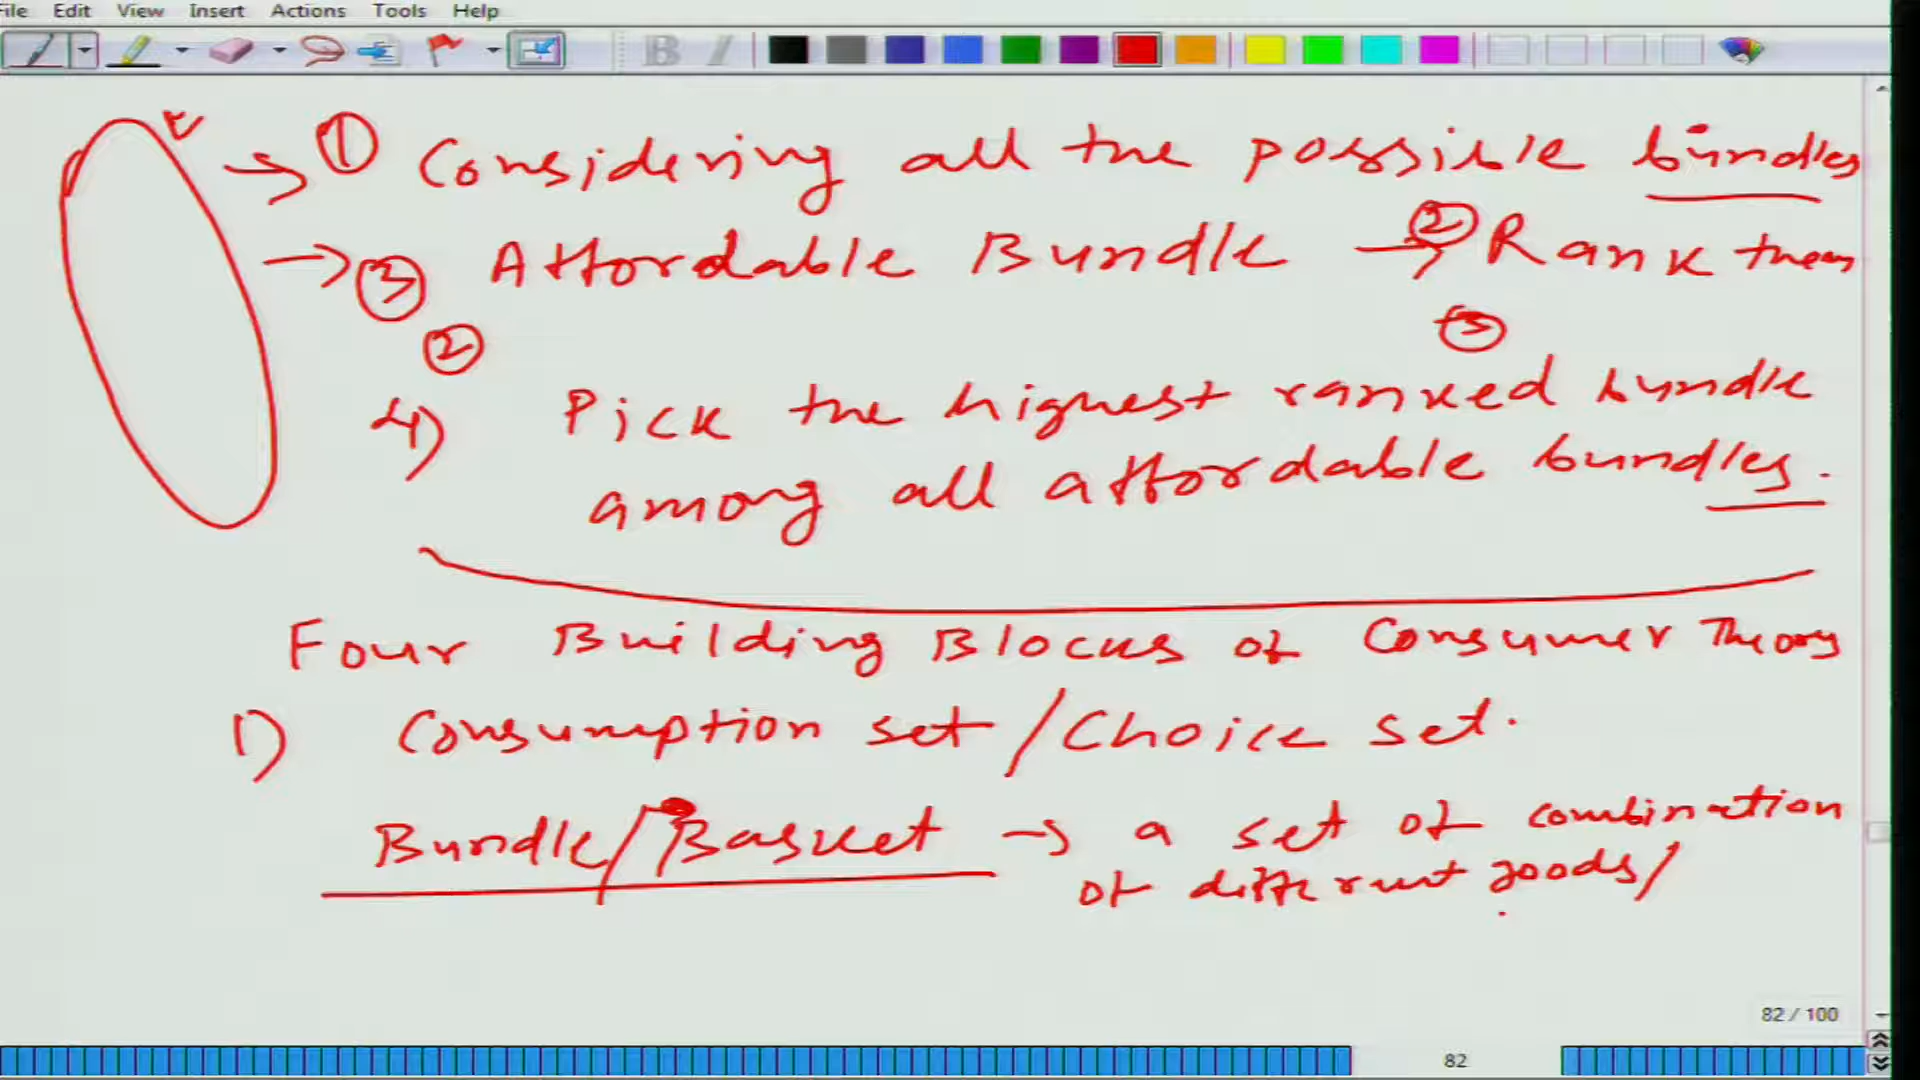 File Edit View Insert Actions Tools Help
→ ① Considering all the possible bundles
→ ③ Affordable Bundle → ② Rank them
② ③
4) Pick the highest ranked bundle
among all affordable bundles.
Four Building Blocks of Consumer Theory
1) Consumption set / Choice set.
Bundle/Basket → a set of combination
of different goods/
82 / 100
82